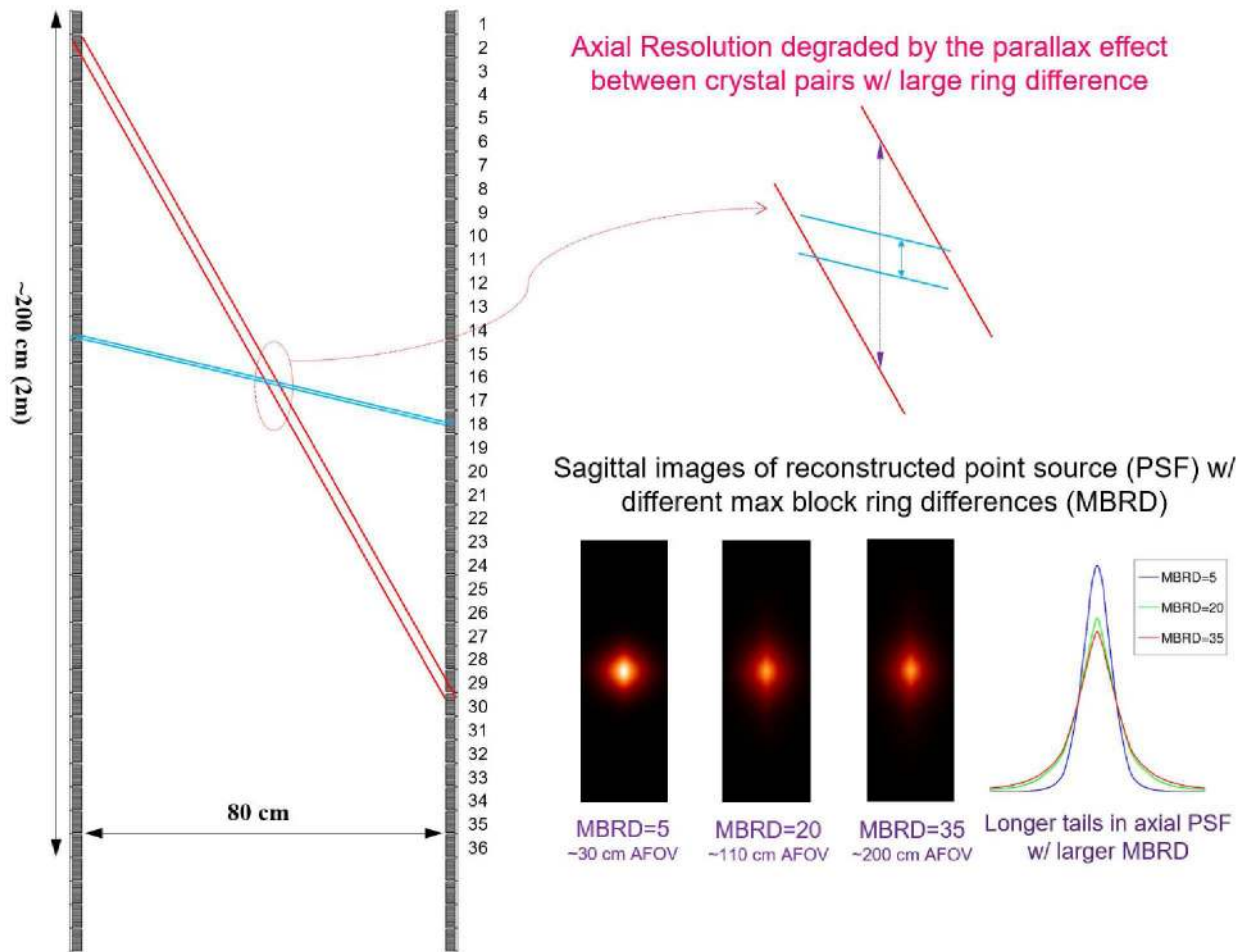 ~200 cm (2m)
80 cm
1
2
3
4
5
6
7
8
9
10
11
12
13
14
15
16
17
18
19
20
21
22
23
24
25
26
27
28
29
30
31
32
33
34
35
36
Axial Resolution degraded by the parallax effect
between crystal pairs w/ large ring difference
Sagittal images of reconstructed point source (PSF) w/
different max block ring differences (MBRD)
MBRD=5
~30 cm AFOV
MBRD=20
~110 cm AFOV
MBRD=35
~200 cm AFOV
MBRD=5
MBRD=20
MBRD=35
Longer tails in axial PSF
w/ larger MBRD